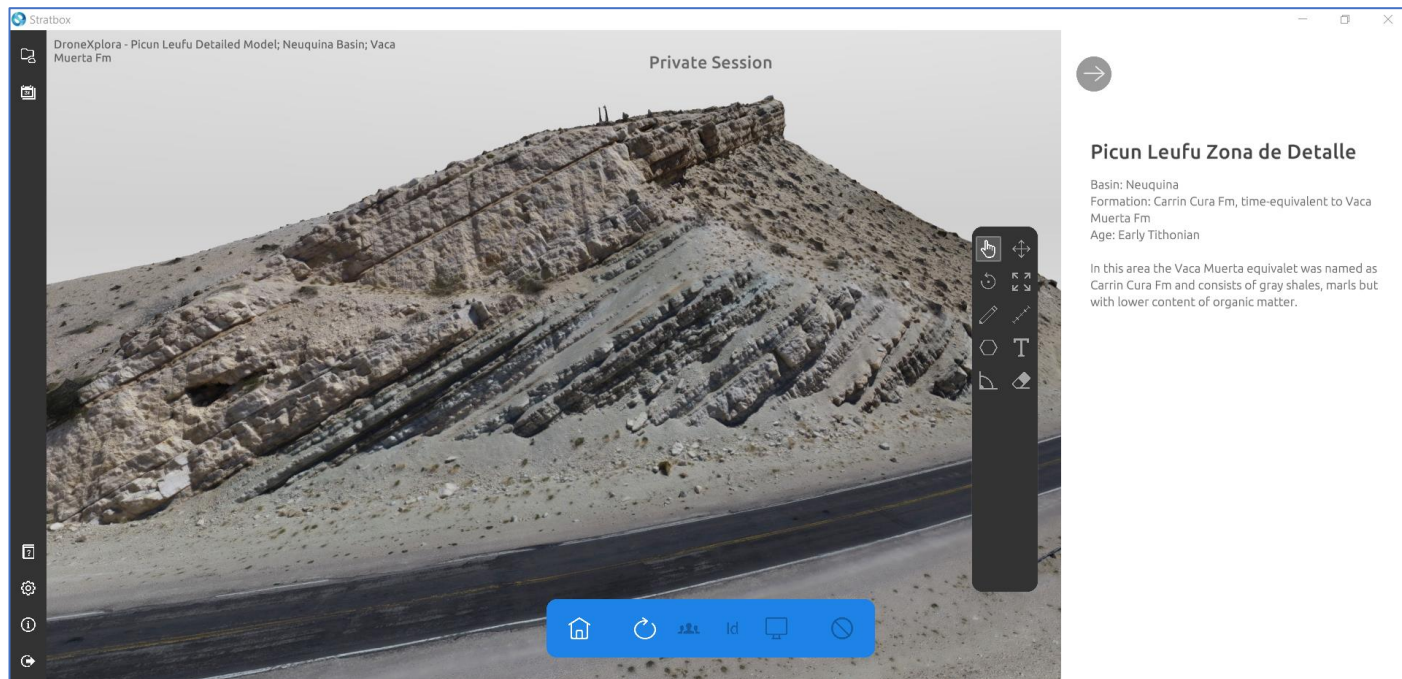 Stratbox
DroneXplora - Picun Leufu Detailed Model; Neuquina Basin; Vaca
Muerta Fm
Private Session
Picun Leufu Zona de Detalle
Basin: Neuquina
Formation: Carrin Cura Fm, time-equivalent to Vaca
Muerta Fm
Age: Early Tithonian
In this area the Vaca Muerta equivalet was named as
Carrin Cura Fm and consists of gray shales, marls but
with lower content of organic matter.
T
Id